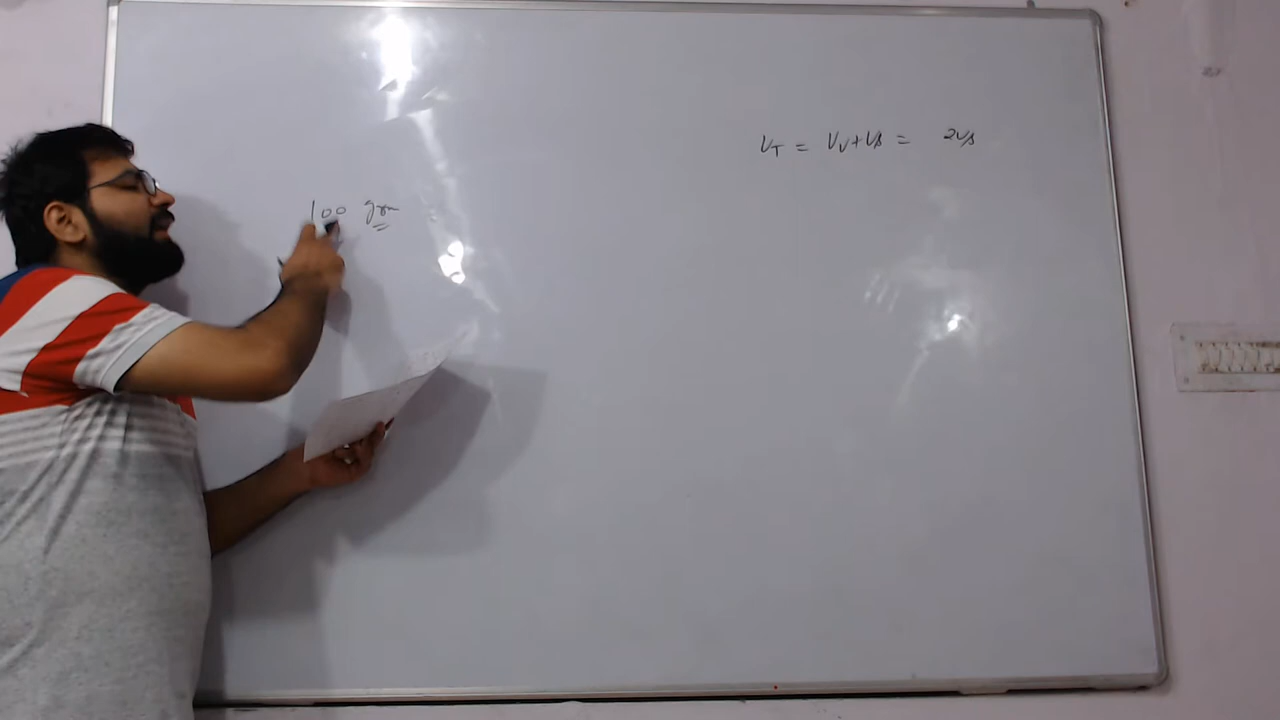 V_T = V_V + V_s = 2V_s
100 gm